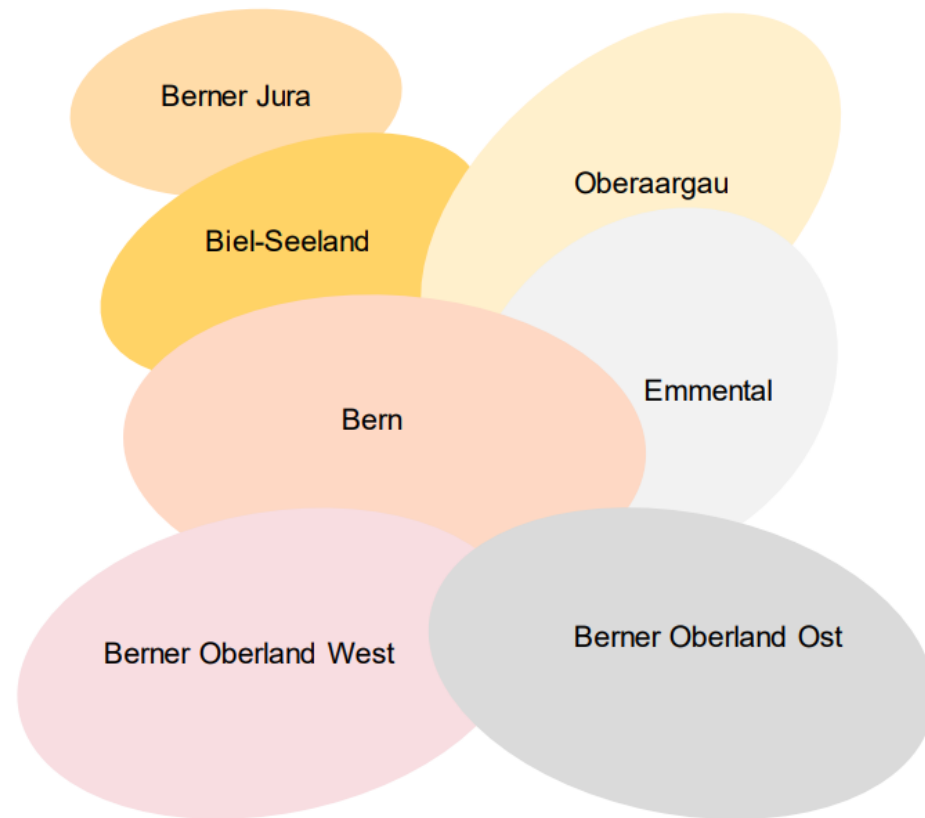 Berner Jura
Oberaargau
Biel-Seeland
Emmental
Bern
Berner Oberland Ost
Berner Oberland West